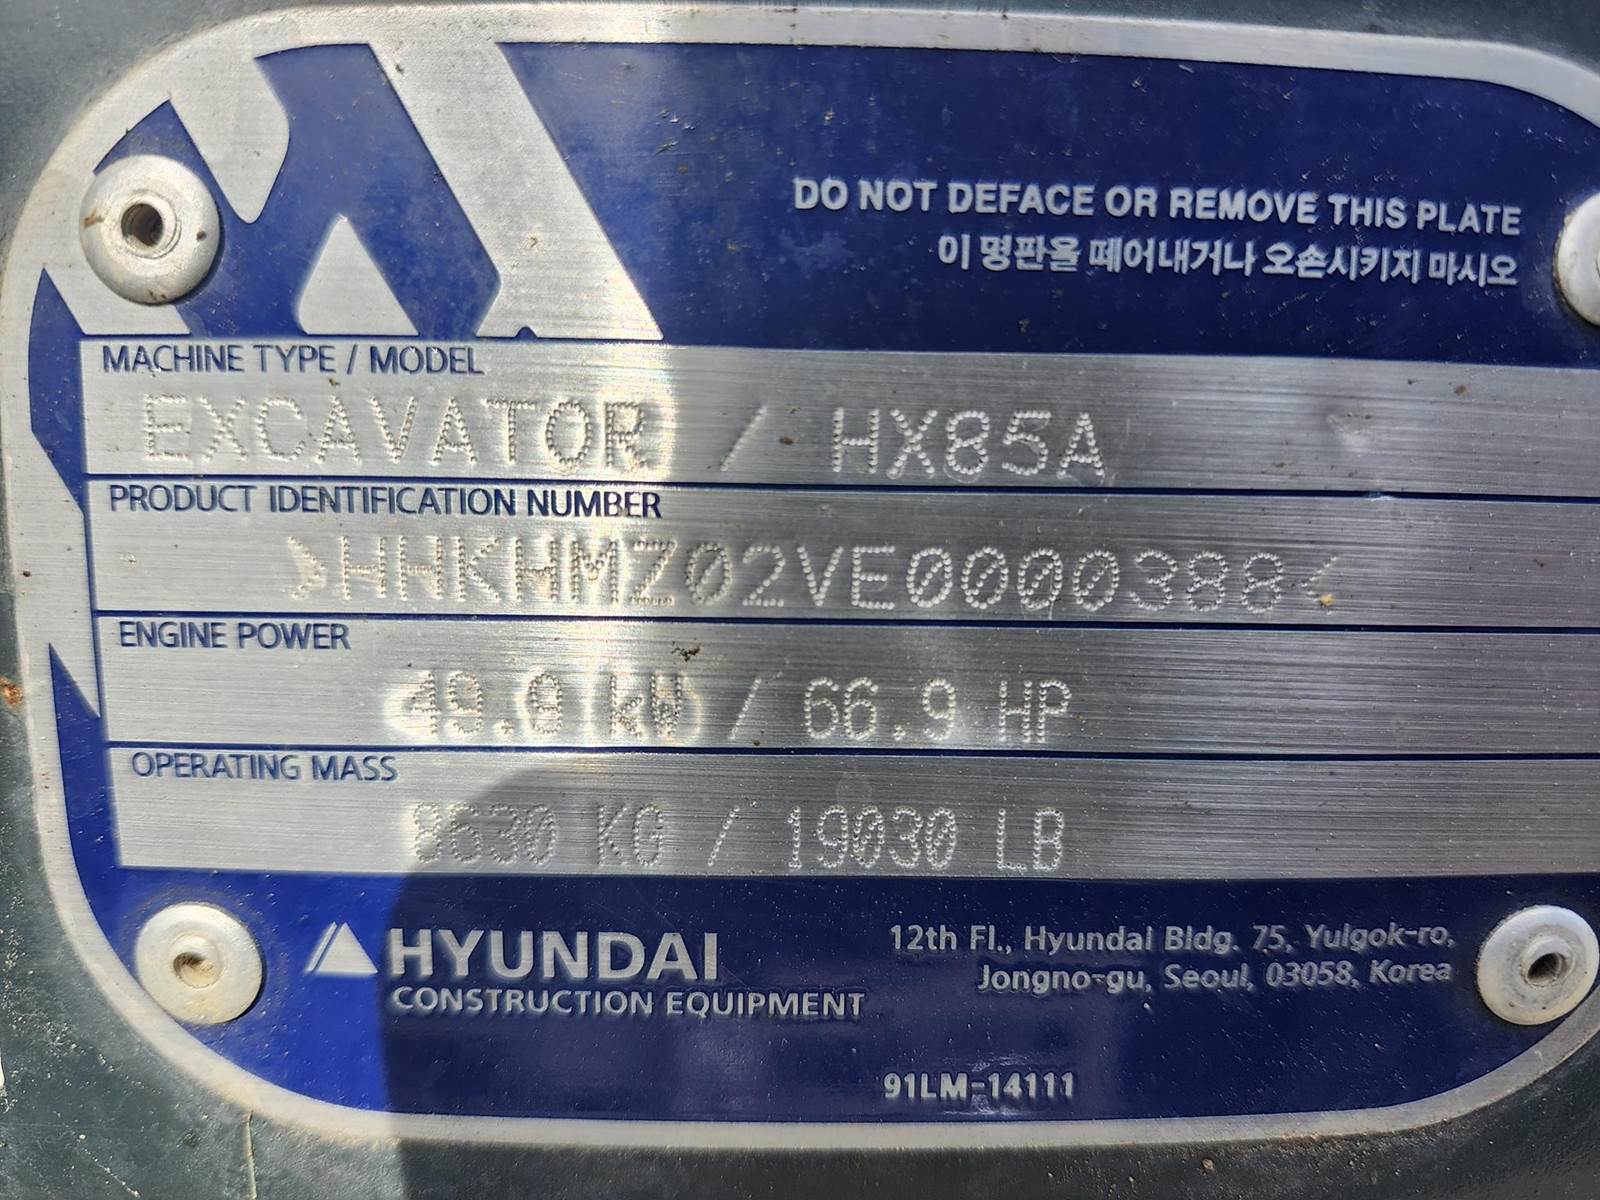 DO NOT DEFACE OR REMOVE THIS PLATE
이 명판을 떼어내거나 오손시키지 마시오
MACHINE TYPE / MODEL
EXCAVATOR / HX85A
PRODUCT IDENTIFICATION NUMBER
>HHKHMZ02VE0000388<
ENGINE POWER
49.9 kW / 66.9 HP
OPERATING MASS
8630 KG / 19030 LB
HYUNDAI
CONSTRUCTION EQUIPMENT
12th Fl., Hyundai Bldg. 75, Yulgok-ro,
Jongno-gu, Seoul, 03058, Korea
91LM-14111